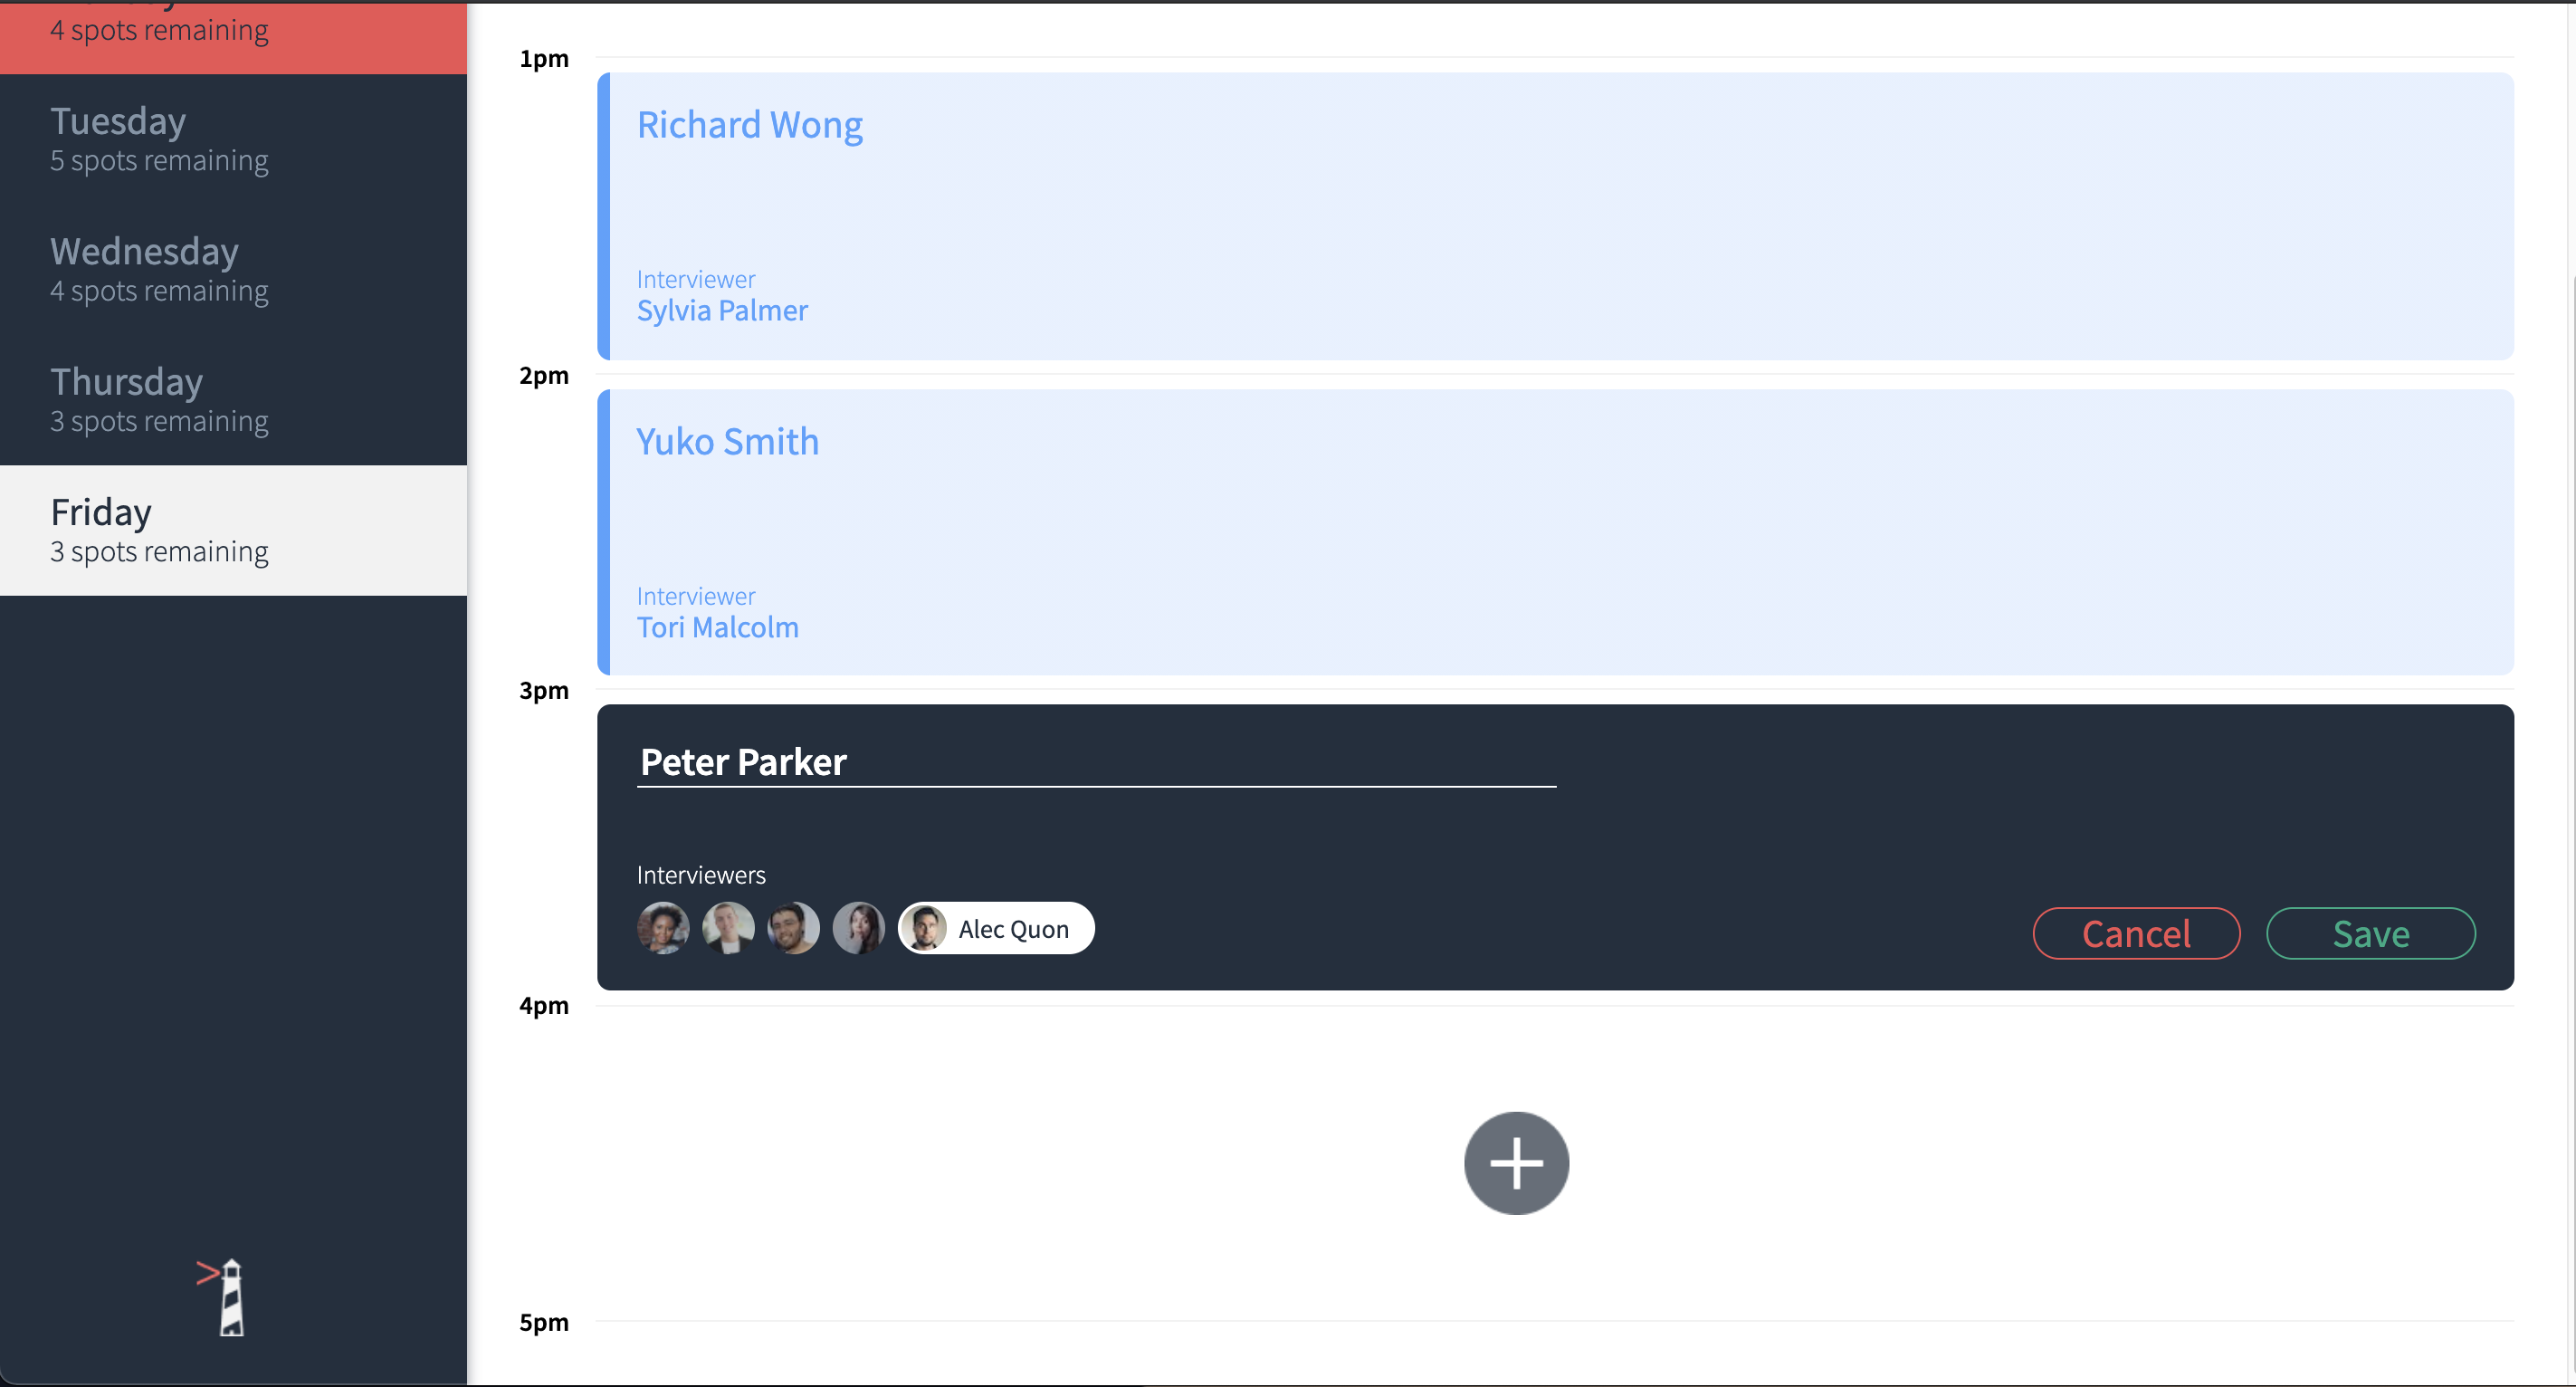 4 spots remaining
Tuesday
5 spots remaining
Wednesday
4 spots remaining
Thursday
3 spots remaining
Friday
3 spots remaining
1pm
Richard Wong
Interviewer
Sylvia Palmer
2pm
Yuko Smith
Interviewer
Tori Malcolm
3pm
Peter Parker
Interviewers
Alec Quon
Cancel
Save
4pm
5pm